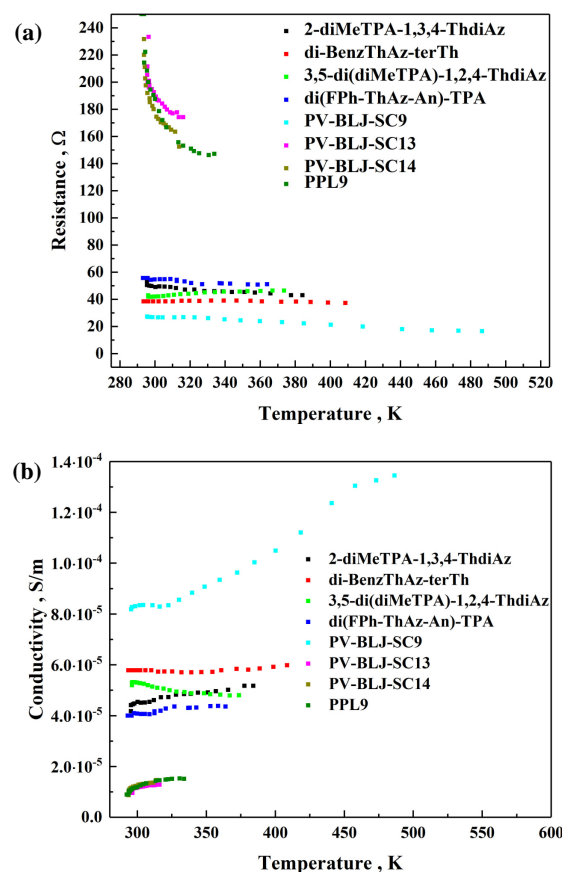 (a)
240
220
200
180
160
140
120
100
80
60
40
20
0
Resistance , Ω
2-diMeTPA-1,3,4-ThdiAz
di-BenzThAz-terTh
3,5-di(diMeTPA)-1,2,4-ThdiAz
di(FPh-ThAz-An)-TPA
PV-BLJ-SC9
PV-BLJ-SC13
PV-BLJ-SC14
PPL9
280 300 320 340 360 380 400 420 440 460 480 500 520
Temperature , K
(b)
1.4·10⁻⁴
1.2·10⁻⁴
1.0·10⁻⁴
8.0·10⁻⁵
6.0·10⁻⁵
4.0·10⁻⁵
2.0·10⁻⁵
0.0
Conductivity , S/m
2-diMeTPA-1,3,4-ThdiAz
di-BenzThAz-terTh
3,5-di(diMeTPA)-1,2,4-ThdiAz
di(FPh-ThAz-An)-TPA
PV-BLJ-SC9
PV-BLJ-SC13
PV-BLJ-SC14
PPL9
300 350 400 450 500 550 600
Temperature , K